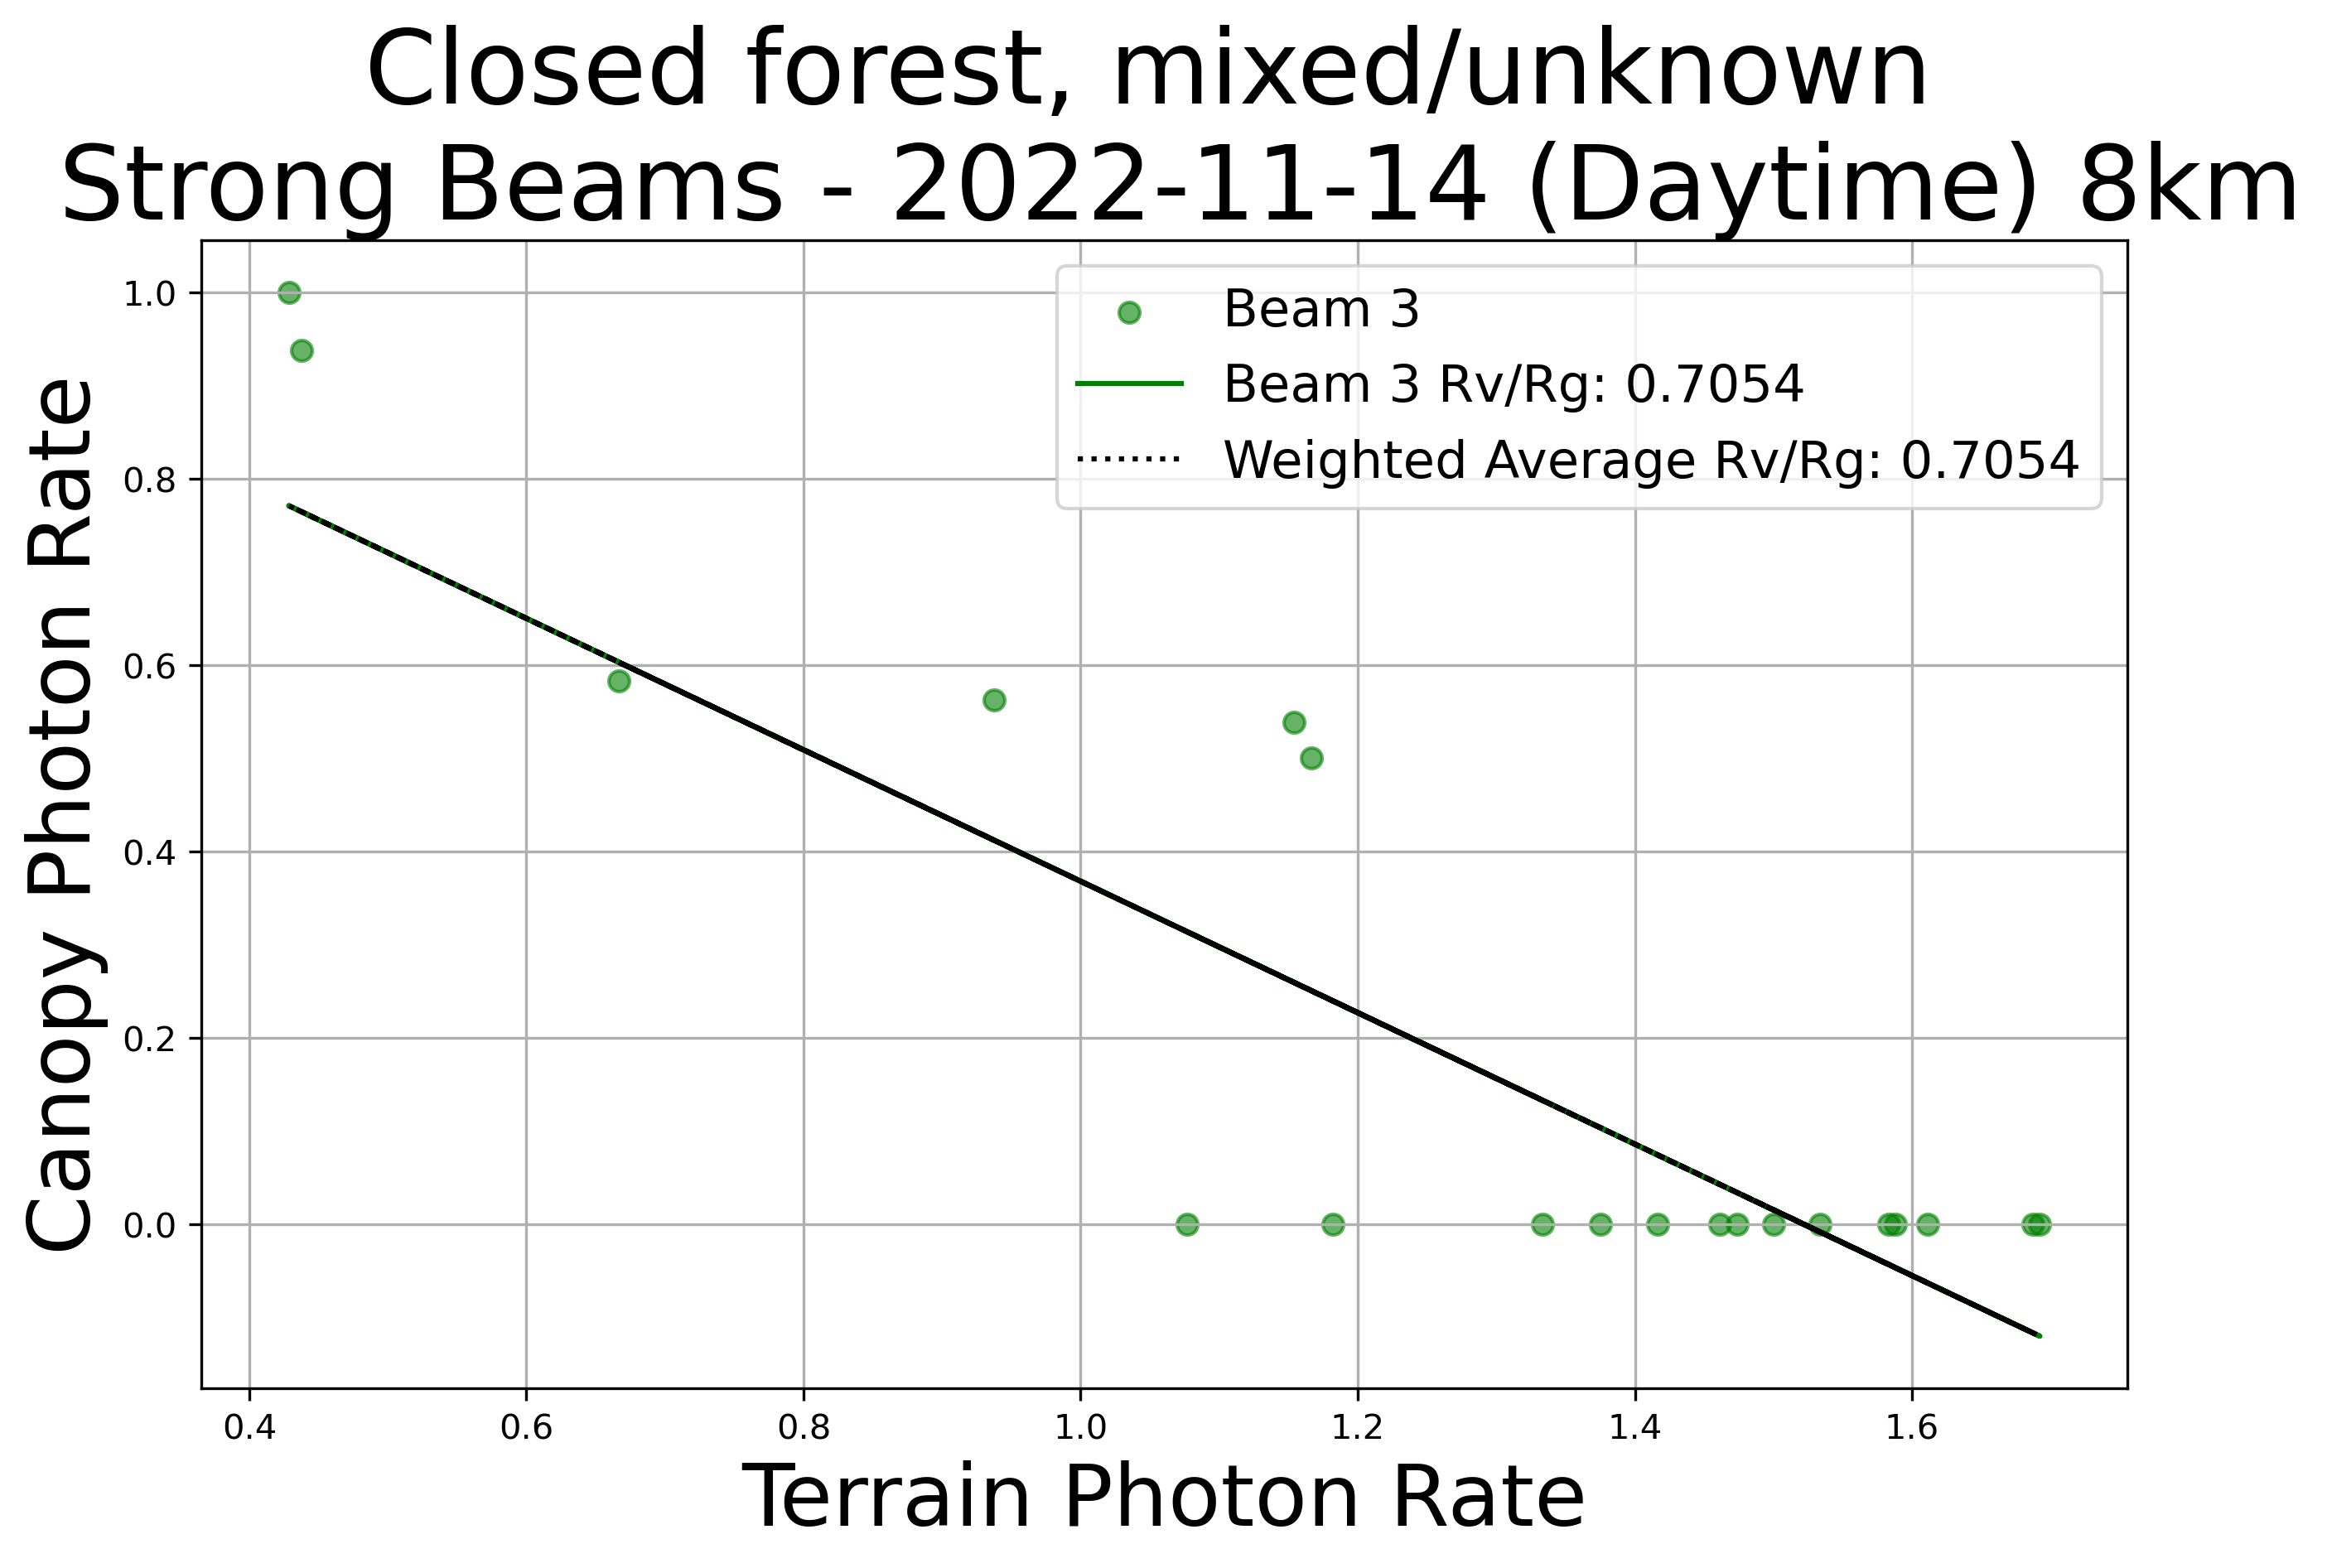 Closed forest, mixed/unknown
Strong Beams - 2022-11-14 (Daytime) 8km
Beam 3
Beam 3 Rv/Rg: 0.7054
Weighted Average Rv/Rg: 0.7054
Canopy Photon Rate
1.0
0.8
0.6
0.4
0.2
0.0
0.4 0.6 0.8 1.0 1.2 1.4 1.6
Terrain Photon Rate